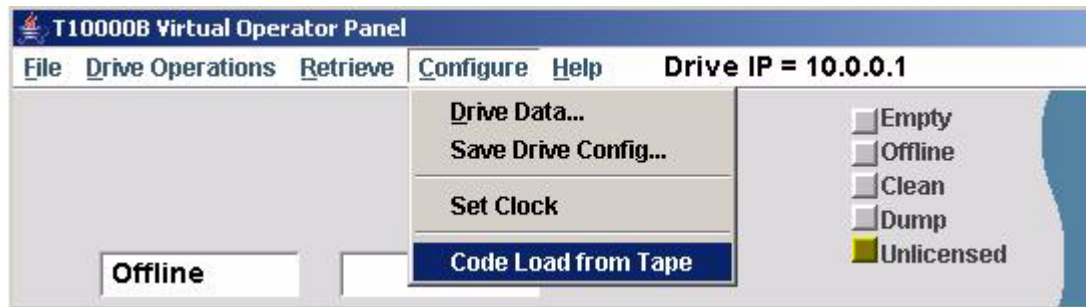 T10000B Virtual Operator Panel
File Drive Operations Retrieve Configure Help Drive IP = 10.0.0.1
Drive Data...
Save Drive Config...
Set Clock
Code Load from Tape
Empty
Offline
Clean
Dump
Unlicensed
Offline